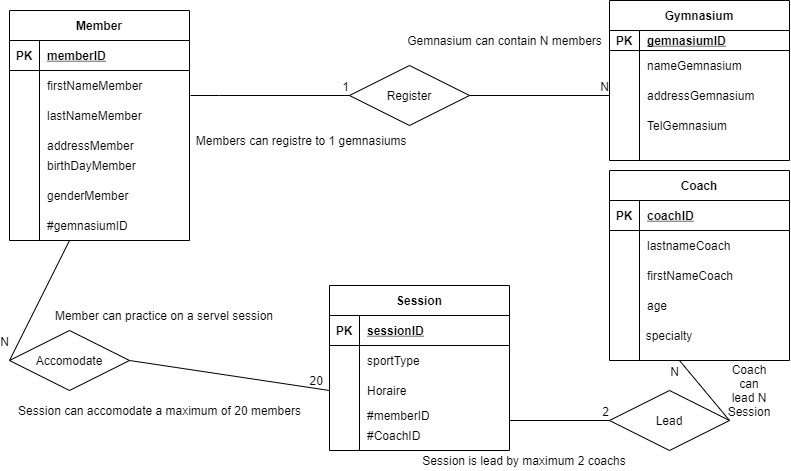 Member
PK memberID
firstNameMember
lastNameMember
addressMember
birthDayMember
genderMember
#gemnasiumID
Gymnasium
PK gemnasiumID
nameGemnasium
addressGemnasium
TelGemnasium
Gemnasium can contain N members
1
Register
N
Members can registre to 1 gemnasiums
Coach
PK coachID
lastnameCoach
firstNameCoach
age
specialty
Session
PK sessionID
sportType
Horaire
#memberID
#CoachID
Member can practice on a servel session
N
Accomodate
20
Session can accomodate a maximum of 20 members
N
Coach
can
lead N
Session
2
Lead
Session is lead by maximum 2 coachs